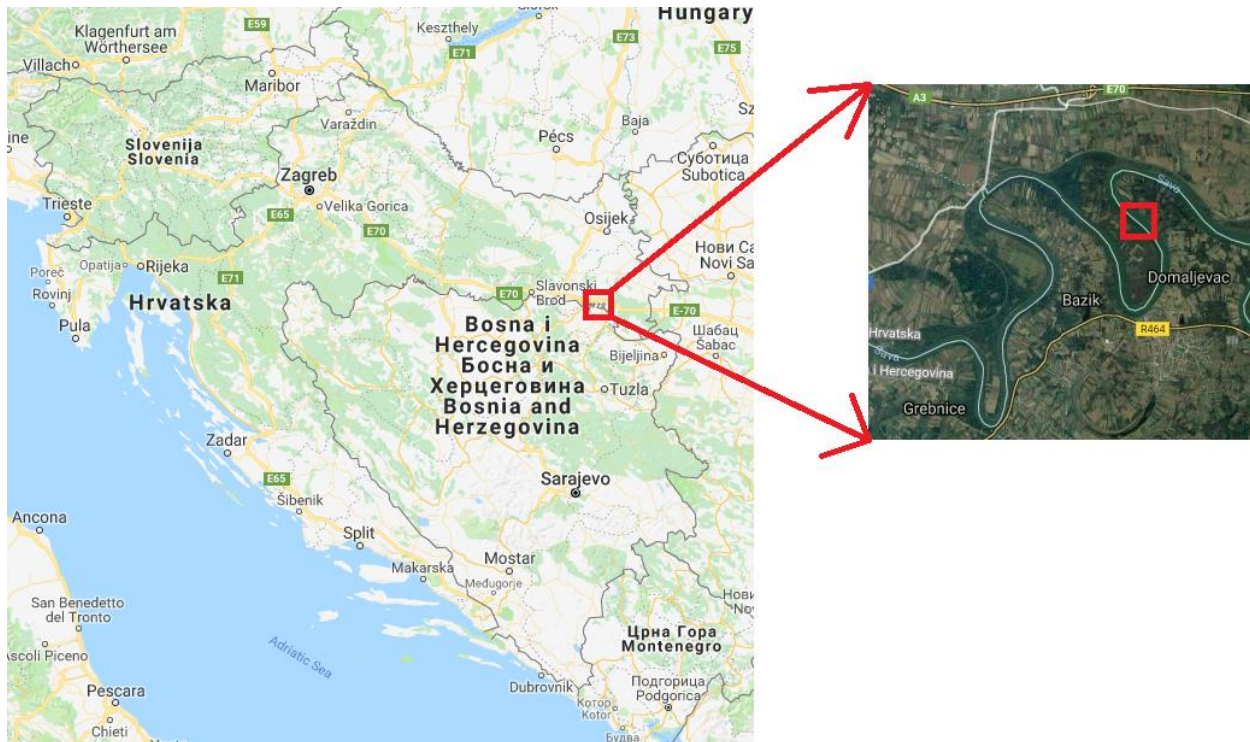 Hungary
E59
Klagenfurt am
Wörthersee
Keszthely
E73
E71
E75
Villach
Maribor
Varaždin
Baja
Pécs
Slovenija
Slovenia
Суботица
Subotica
Zagreb
Trieste
Velika Gorica
E65
Osijek
E70
Нови Са
Novi Sa
Poreč
Opatija
Rijeka
E71
Rovinj
Hrvatska
Slavonski
Brod
E70
E-70
Pula
Шабац
Šabac
Bosna i
Hercegovina
Босна и
Херцеговина
Bosnia and
Herzegovina
Bijeljina
Tuzla
Zadar
E65
Šibenik
Sarajevo
Ancona
Split
Mostar
Makarska
Međugorje
San Benedetto
del Tronto
Црна Гора
Montenegro
Ascoli Piceno
Adriatic Sea
Dubrovnik
Подгорица
Podgorica
Pescara
Котор
Kotor
Chieti
Будва
A3
E70
Sava
Domaljevac
Bazik
R464
Hrvatska
Sava
i Hercegovina
Grebnice